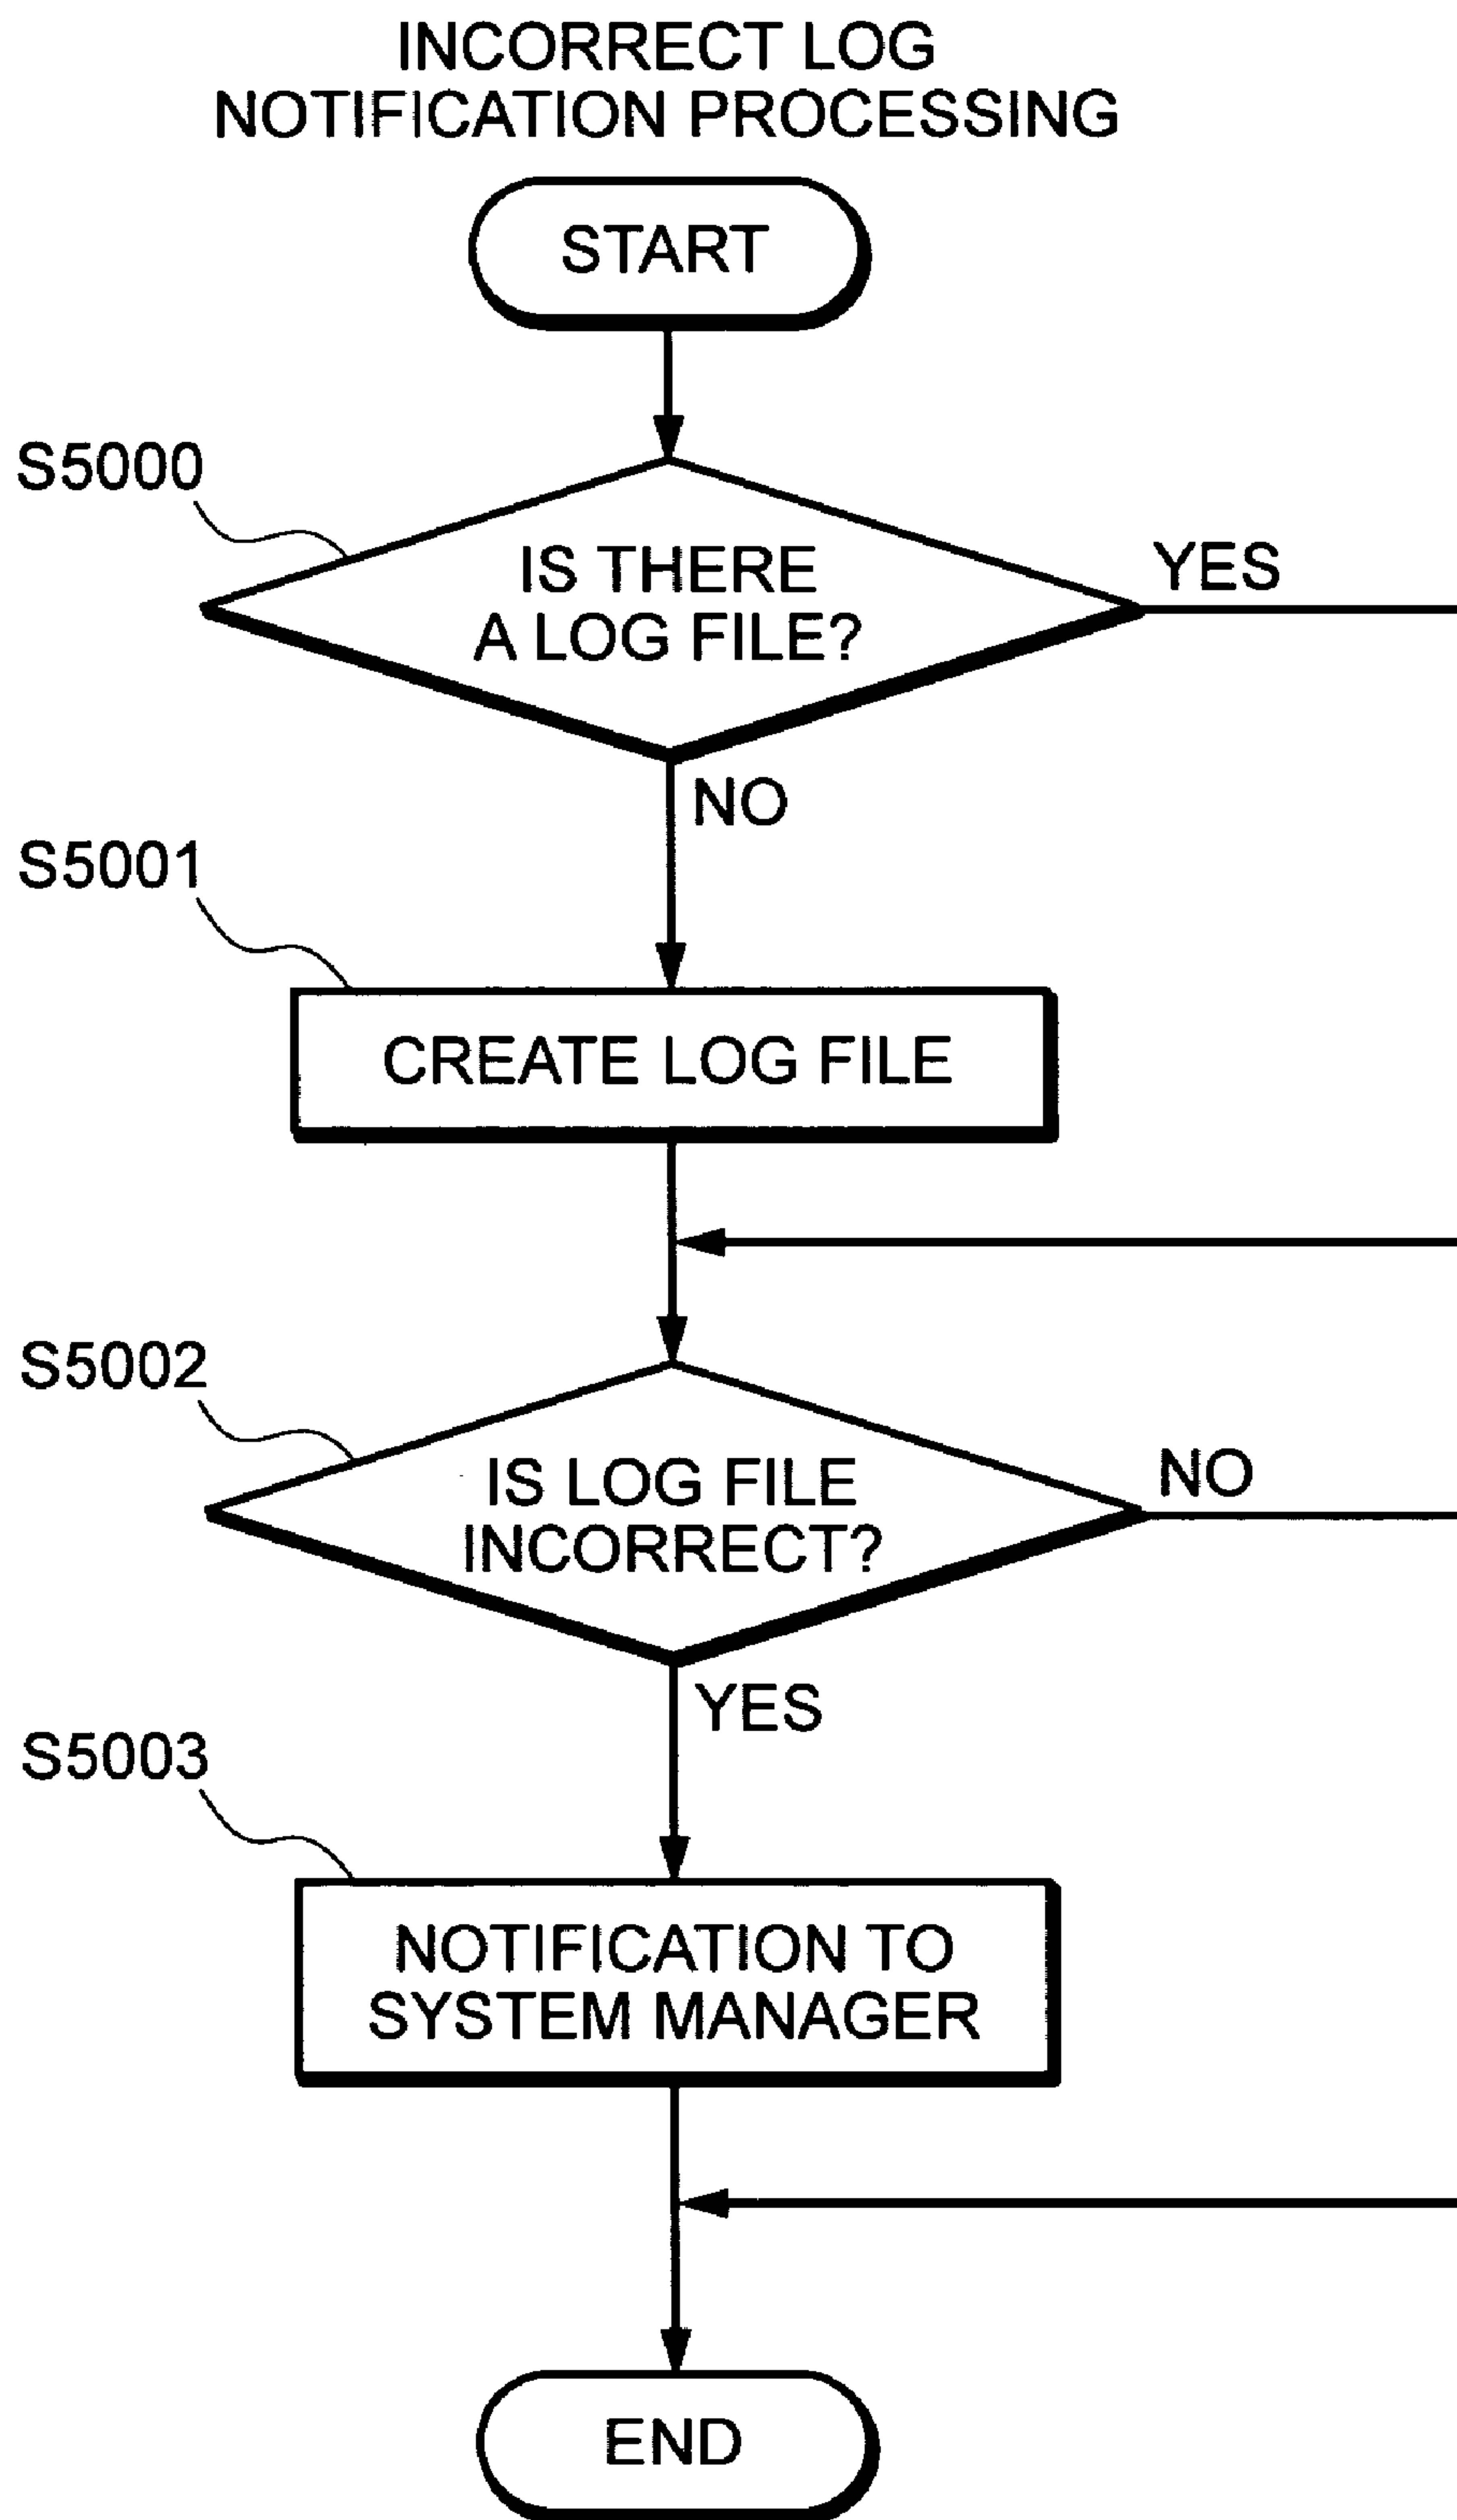 INCORRECT LOG
NOTIFICATION PROCESSING
START
S5000
IS THERE
A LOG FILE?
YES
NO
S5001
CREATE LOG FILE
S5002
IS LOG FILE
INCORRECT?
NO
YES
S5003
NOTIFICATION TO
SYSTEM MANAGER
END